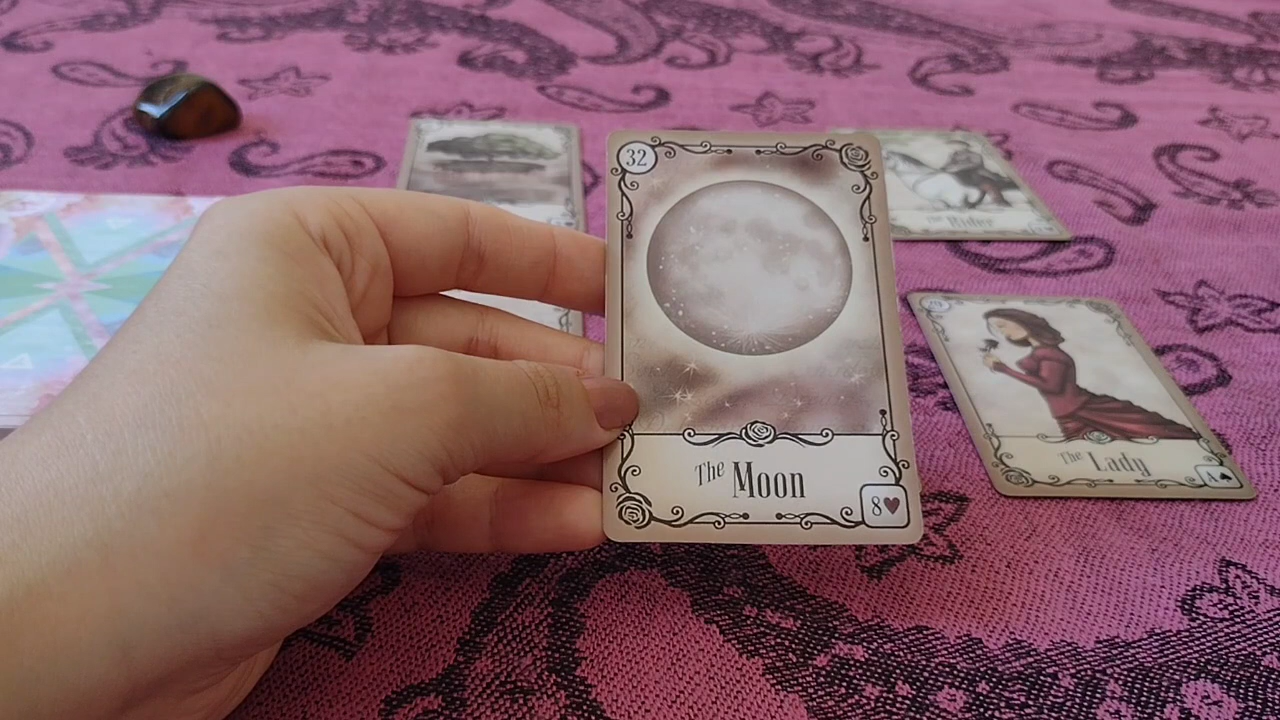 32
The Moon
8♥
The Rider
The Lady
A♠